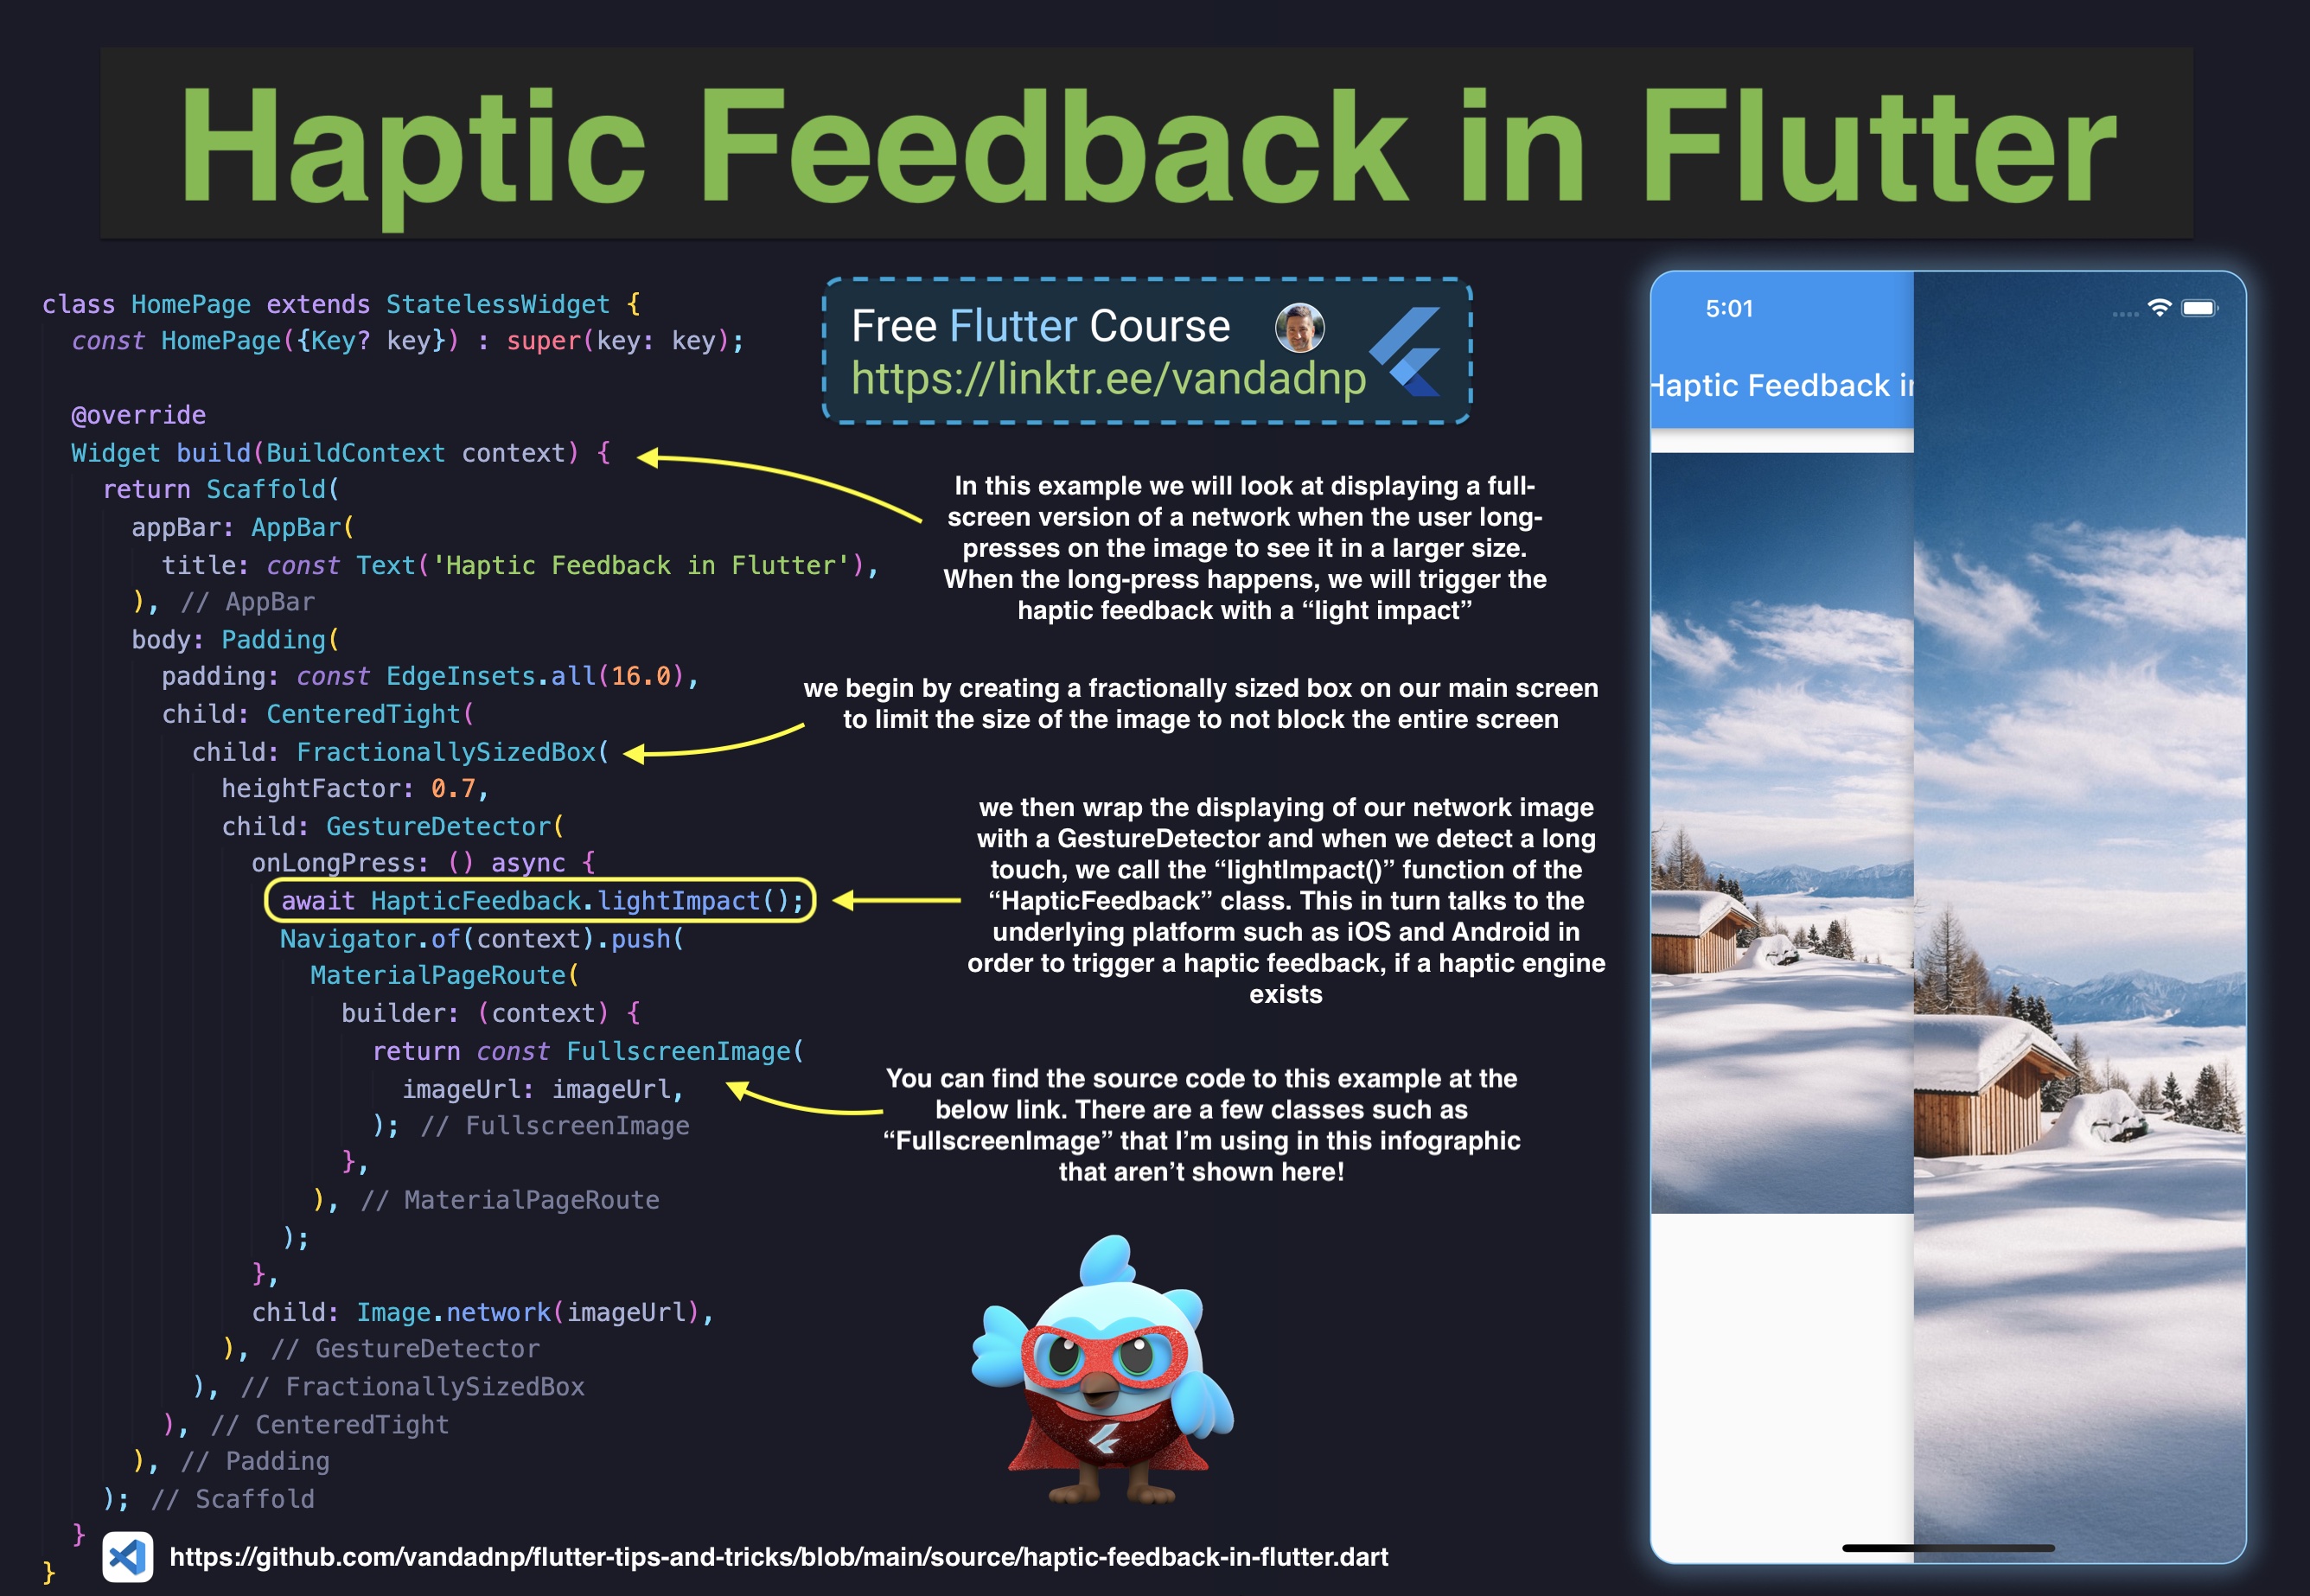 Haptic Feedback in Flutter
class HomePage extends StatelessWidget {
const HomePage({Key? key}) : super(key: key);
@override
Widget build(BuildContext context) {
return Scaffold(
appBar: AppBar(
title: const Text('Haptic Feedback in Flutter'),
), // AppBar
body: Padding(
padding: const EdgeInsets.all(16.0),
child: CenteredTight(
child: FractionallySizedBox(
heightFactor: 0.7,
child: GestureDetector(
onLongPress: () async {
await HapticFeedback.lightImpact();
Navigator.of(context).push(
MaterialPageRoute(
builder: (context) {
return const FullscreenImage(
imageUrl: imageUrl,
); // FullscreenImage
},
), // MaterialPageRoute
);
},
child: Image.network(imageUrl),
), // GestureDetector
), // FractionallySizedBox
), // CenteredTight
), // Padding
); // Scaffold
}
}
Free Flutter Course
https://linktr.ee/vandadnp
In this example we will look at displaying a full-
screen version of a network when the user long-
presses on the image to see it in a larger size.
When the long-press happens, we will trigger the
haptic feedback with a “light impact”
we begin by creating a fractionally sized box on our main screen
to limit the size of the image to not block the entire screen
we then wrap the displaying of our network image
with a GestureDetector and when we detect a long
touch, we call the “lightImpact()” function of the
“HapticFeedback” class. This in turn talks to the
underlying platform such as iOS and Android in
order to trigger a haptic feedback, if a haptic engine
exists
You can find the source code to this example at the
below link. There are a few classes such as
“FullscreenImage” that I’m using in this infographic
that aren’t shown here!
https://github.com/vandadnp/flutter-tips-and-tricks/blob/main/source/haptic-feedback-in-flutter.dart
5:01
Haptic Feedback in